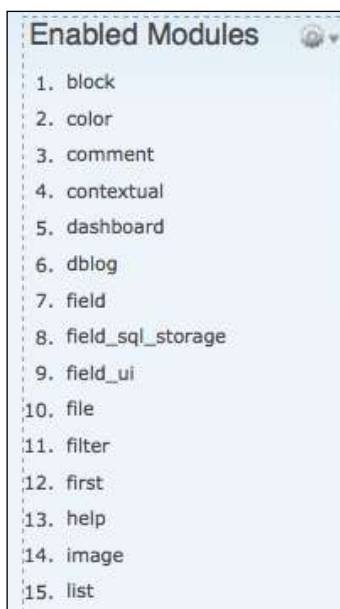 Enabled Modules
1. block
2. color
3. comment
4. contextual
5. dashboard
6. dblog
7. field
8. field_sql_storage
9. field_ui
10. file
11. filter
12. first
13. help
14. image
15. list